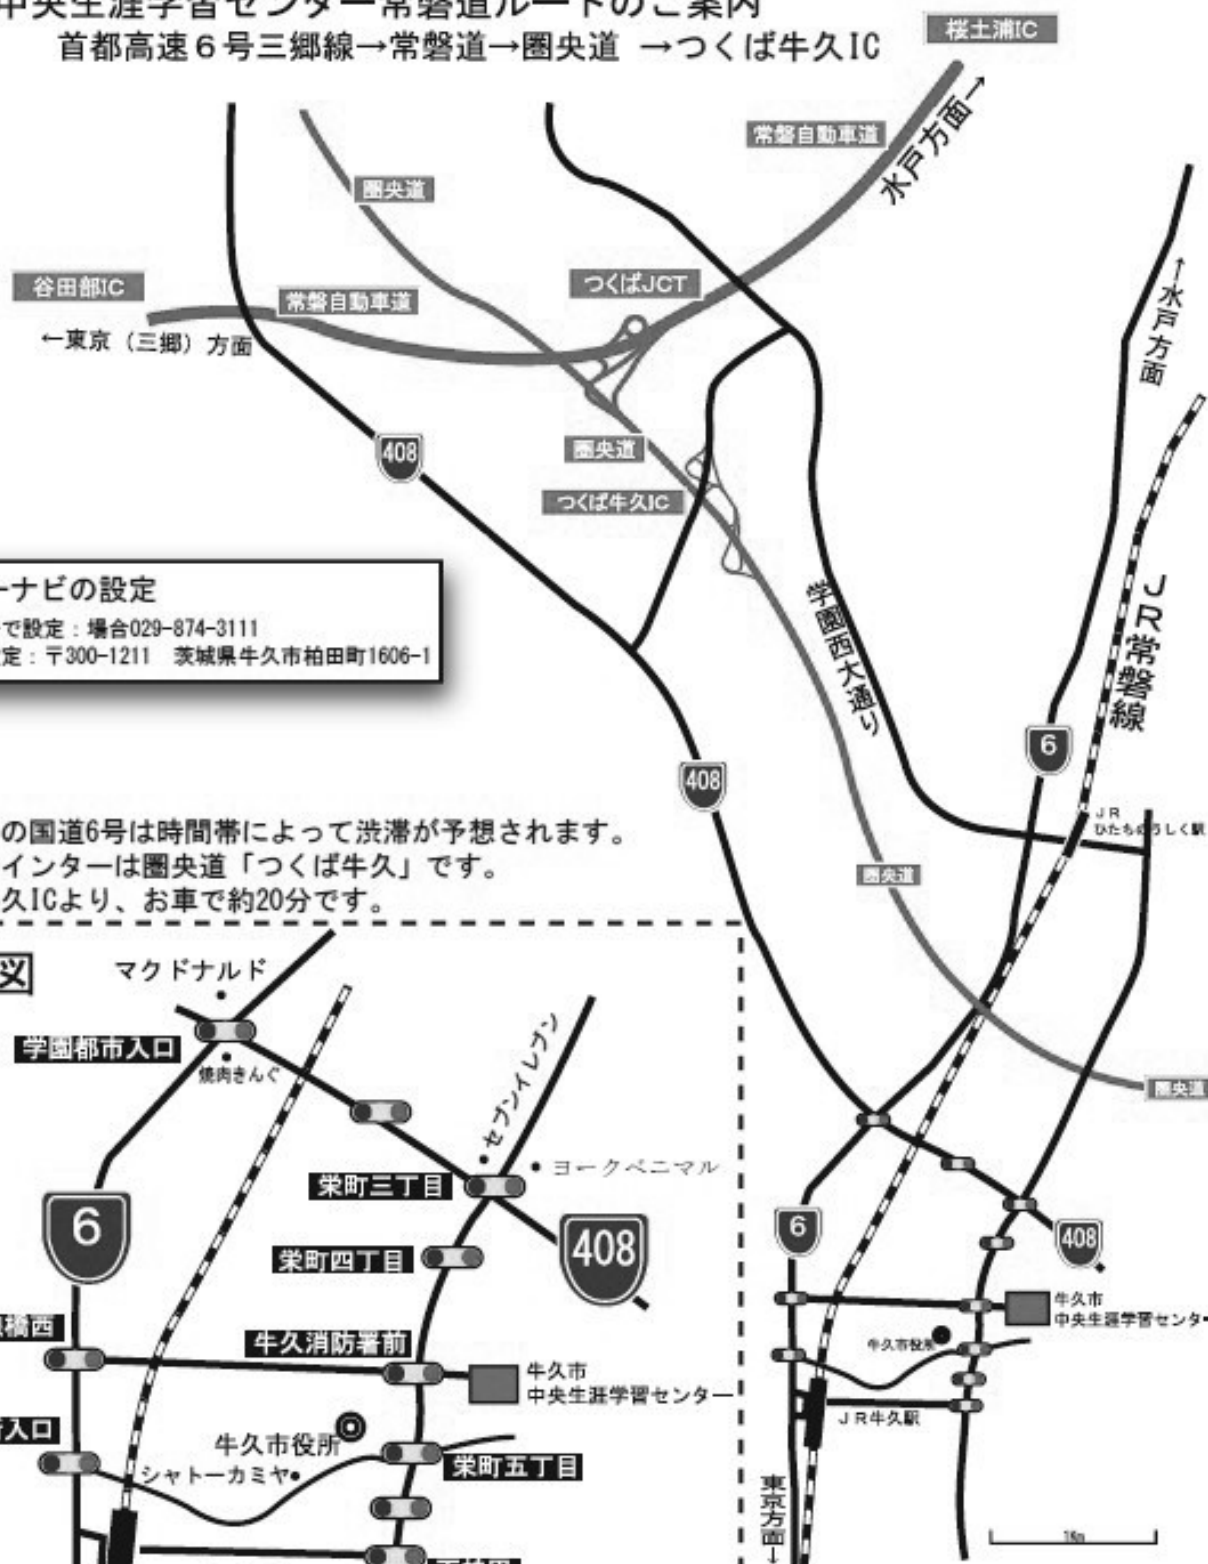 中央生涯学習センター常磐道ルートのご案内
首都高速6号三郷線→常磐道→圏央道 →つくば牛久IC
桜土浦IC
常磐自動車道
水戸方面→
圏央道
つくばJCT
谷田部IC
常磐自動車道
←東京（三郷）方面
←水戸方面
408
圏央道
つくば牛久IC
ーナビの設定
で設定：場合029-874-3111
定：〒300-1211 茨城県牛久市柏田町1606-1
学園西大通り
JR常磐線
6
408
JR
ひたち野うしく駅
の国道6号は時間帯によって渋滞が予想されます。
インターは圏央道「つくば牛久」です。
久ICより、お車で約20分です。
圏央道
図
マクドナルド
学園都市入口
焼肉きんぐ
セブンイレブン
ヨークベニマル
栄町三丁目
圏央道
6
408
栄町四丁目
6
408
橋西
牛久消防署前
牛久市
中央生涯学習センター
牛久市
中央生涯学習センター
牛久市役所
入口
牛久市役所
シャトーカミヤ
栄町五丁目
JR牛久駅
東京方面→